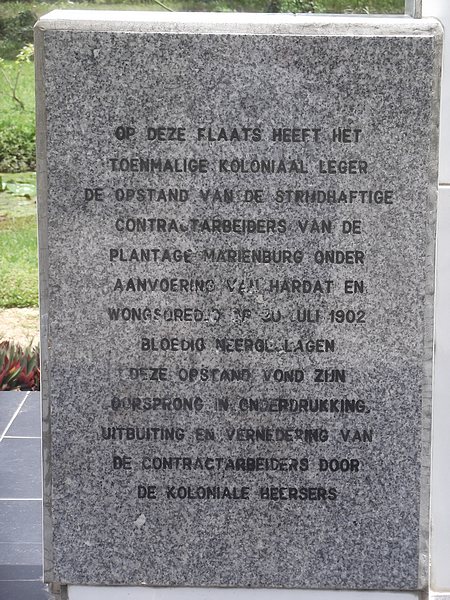 OP DEZE PLAATS HEEFT HET
TOENMALIGE KOLONIAAL LEGER
DE OPSTAND VAN DE STRIJDHAFTIGE
CONTRACTARBEIDERS VAN DE
PLANTAGE MARIENBURG ONDER
AANVOERING VAN HARDAT EN
WONGSOREDJO OP 30 JULI 1902
BLOEDIG NEERGESLAGEN
DEZE OPSTAND VOND ZIJN
OORSPRONG IN ONDERDRUKKING
UITBUITING EN VERNEDERING VAN
DE CONTRACTARBEIDERS DOOR
DE KOLONIALE HEERSERS